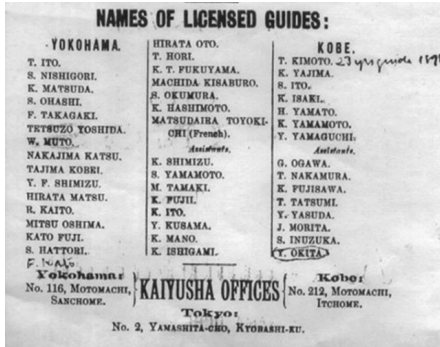 NAMES OF LICENSED GUIDES:
YOKOHAMA.
T. ITO.
S. NISHIGORI.
K. MATSUDA.
S. OHASHI.
F. TAKAGAKI.
TETSUZO YOSHIDA.
W. MUTO.
NAKAJIMA KATSU.
TAJIMA KOBEI.
Y. F. SHIMIZU.
HIRATA MATSU.
R. KAITO.
MITSU OSHIMA.
KATO FUJI.
S. HATTORI.
HIRATA OTO.
T. HORI.
K. T. FUKUYAMA.
MACHIDA KISABURO.
S. OKUMURA.
K. HASHIMOTO.
MATSUDAIRA TOYOKI-
CHI (French).
Assistants.
K. SHIMIZU.
S. YAMAMOTO.
M. TAMAKI.
K. FUJII.
K. ITO.
Y. KUSAMA.
K. MANO.
K. ISHIGAMI.
KOBE.
T. KIMOTO. 23 yrs guide
K. YAJIMA.
S. ITO.
K. ISAKI.
H. YAMATO.
K. YAMAMOTO.
Y. YAMAGUCHI.
Assistants.
G. OGAWA.
T. NAKAMURA.
K. FUJISAWA.
T. TATSUMI.
Y. YASUDA.
J. MORITA.
S. INUZUKA.
Y. OKITA.
Yokohama:
No. 116, MOTOMACHI,
SANCHOME.
KAIYUSHA OFFICES
Kobe:
No. 212, MOTOMACHI,
ITCHOME.
Tokyo:
No. 2, YAMASHITA-CHO, KYOBASHI-KU.